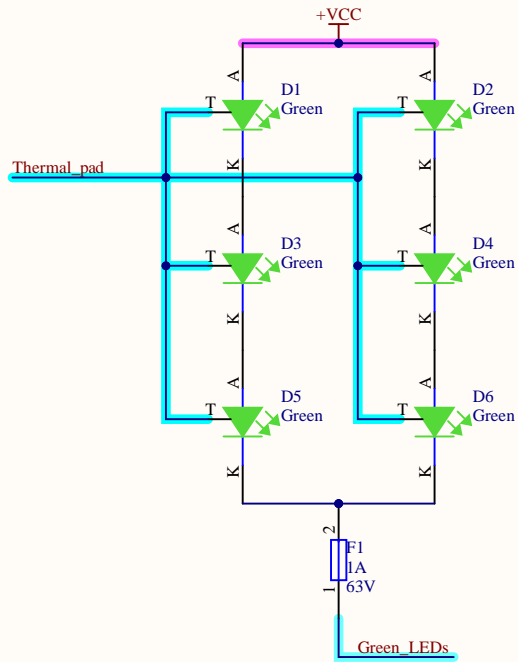 +VCC
A
A
D1
D2
T
Green
T
Green
Thermal_pad
K
K
A
A
D3
D4
T
Green
T
Green
K
K
A
A
D5
D6
T
Green
T
Green
K
K
2
F1
1A
1
63V
Green_LEDs